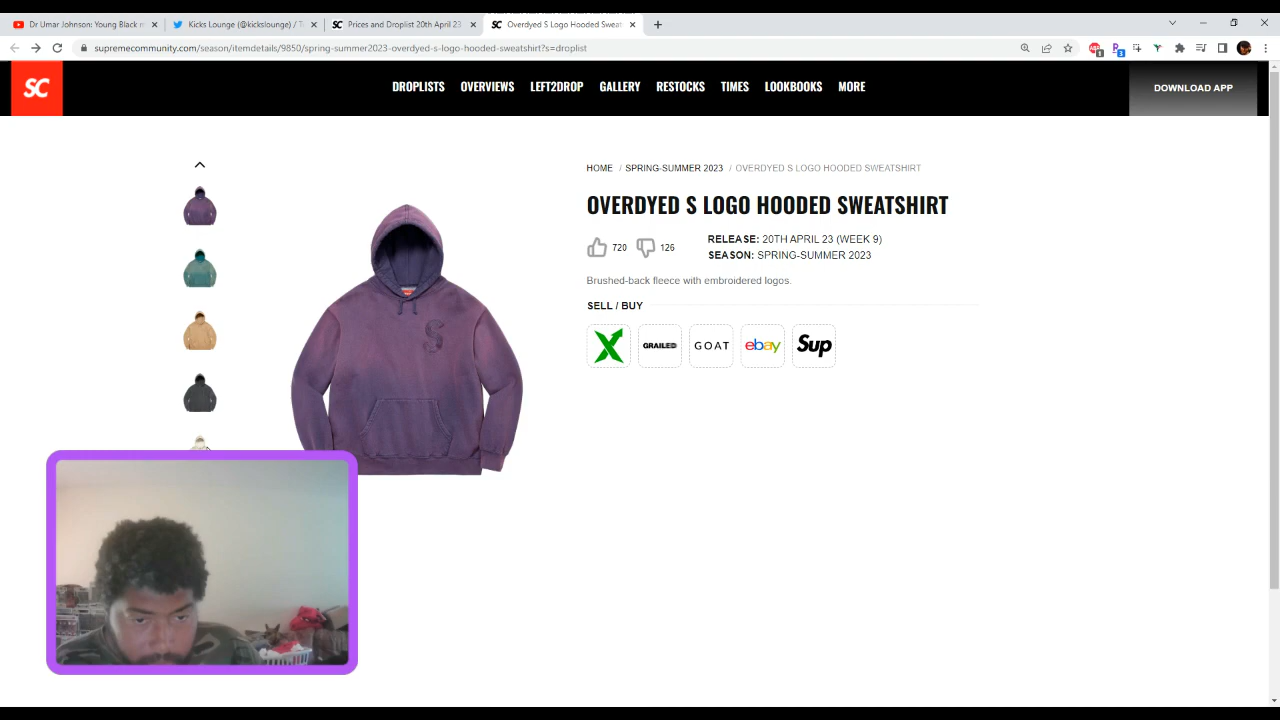 Dr Umar Johnson: Young Black m
Kicks Lounge (@kickslounge) / T
SC Prices and Droplist 20th April 23
SC Overdyed S Logo Hooded Sweats
supremecommunity.com/season/itemdetails/9850/spring-summer2023-overdyed-s-logo-hooded-sweatshirt?s=droplist
SC
DROPLISTS OVERVIEWS LEFT2DROP GALLERY RESTOCKS TIMES LOOKBOOKS MORE
DOWNLOAD APP
HOME / SPRING-SUMMER 2023 / OVERDYED S LOGO HOODED SWEATSHIRT
OVERDYED S LOGO HOODED SWEATSHIRT
720 126
RELEASE: 20TH APRIL 23 (WEEK 9)
SEASON: SPRING-SUMMER 2023
Brushed-back fleece with embroidered logos.
SELL / BUY
X GRAILED GOAT ebay Sup
S